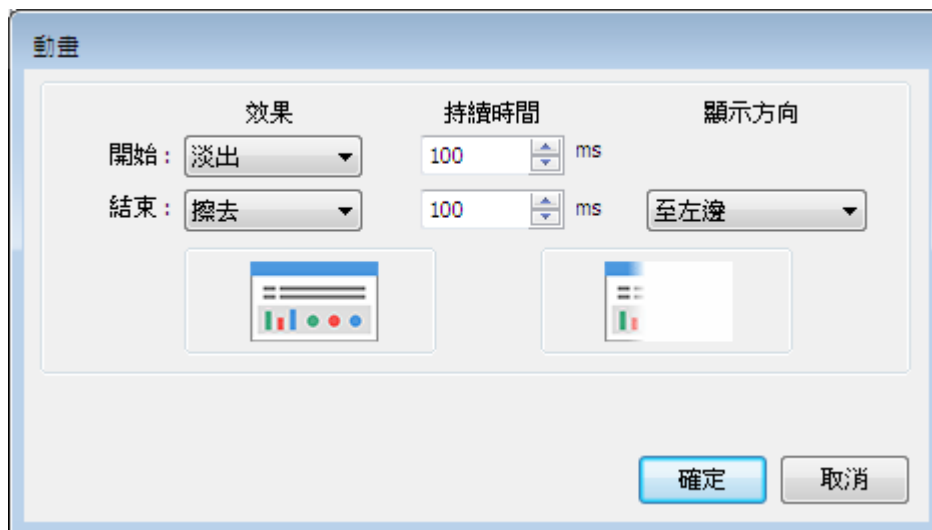 動畫
效果 持續時間 顯示方向
開始： 淡出 100 ms
結束： 擦去 100 ms 至左邊
確定 取消